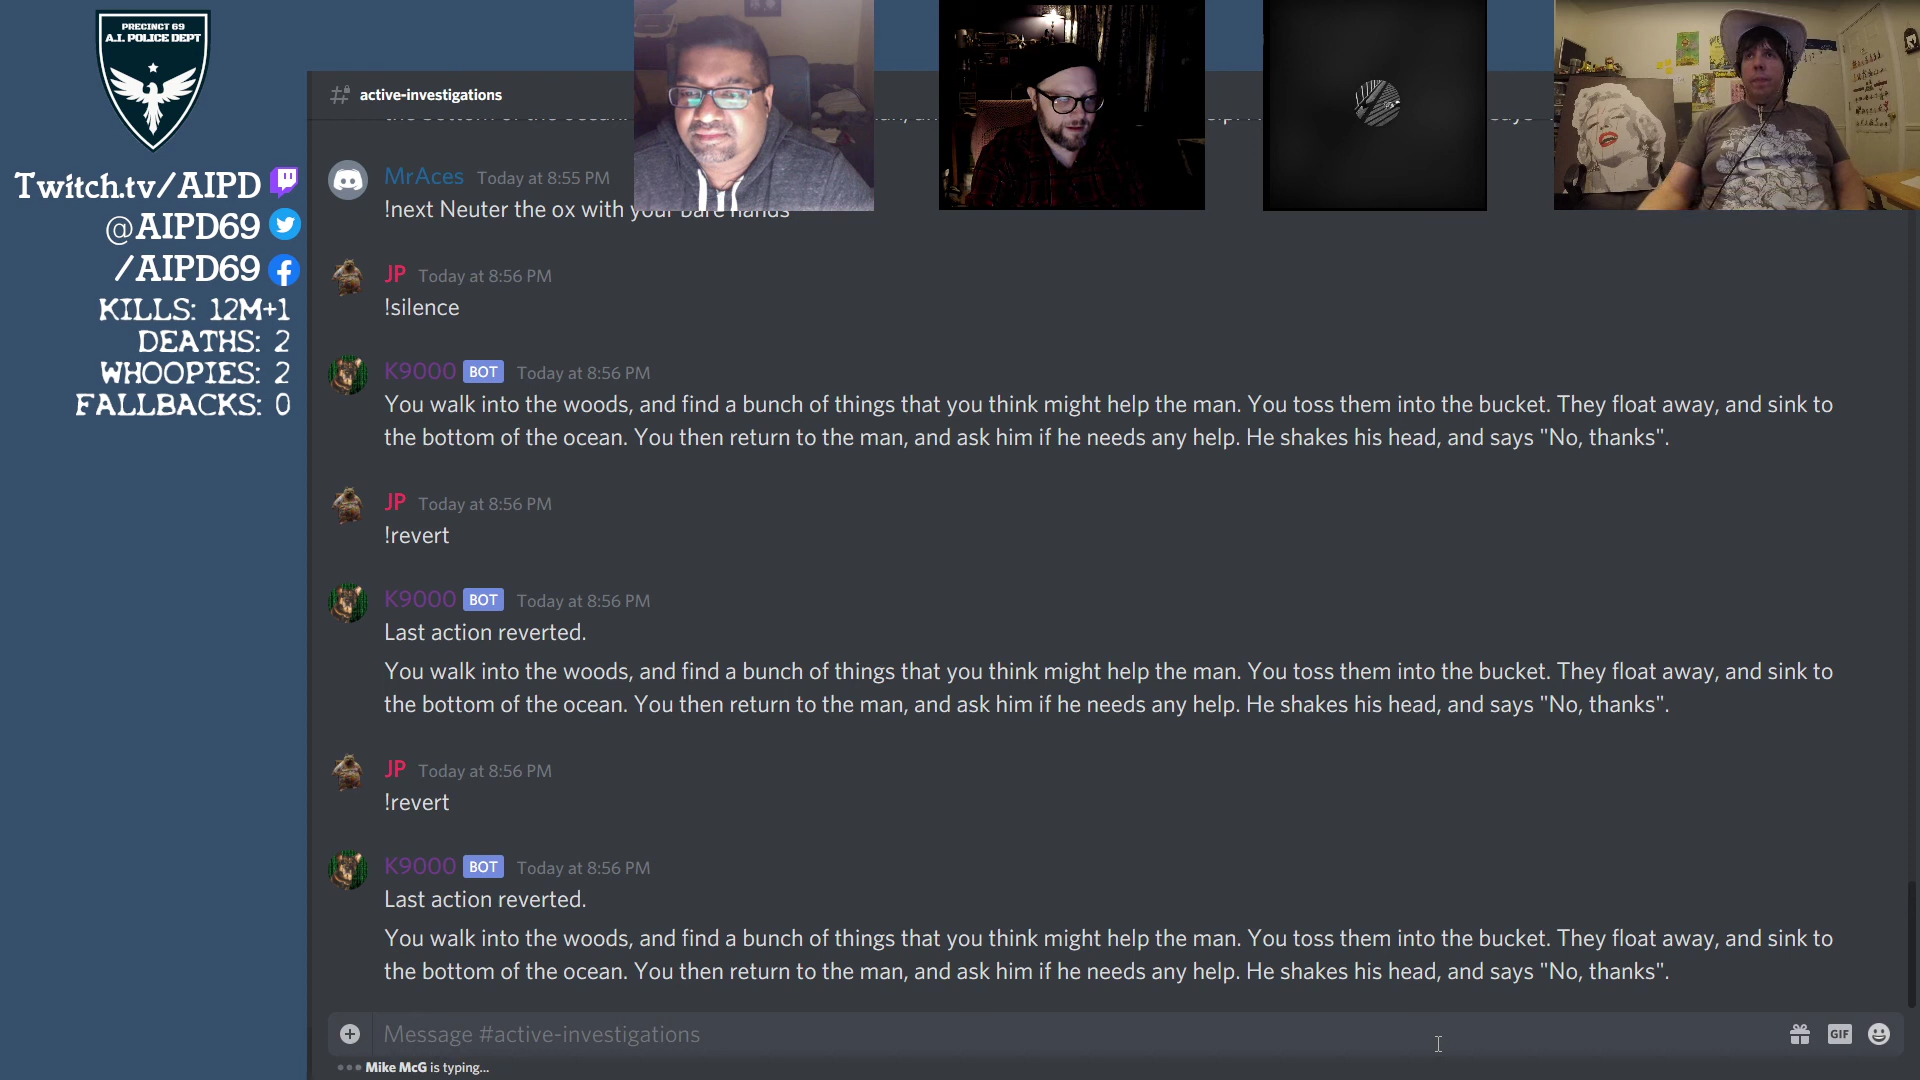 PRECINCT 69
A.I. POLICE DEPT
Twitch.tv/AIPD
@AIPD69
/AIPD69
KILLS: 12M+1
DEATHS: 2
WHOOPIES: 2
FALLBACKS: 0
active-investigations
MrAces Today at 8:55 PM
!next Neuter the ox with your bare hands
JP Today at 8:56 PM
!silence
K9000 BOT Today at 8:56 PM
You walk into the woods, and find a bunch of things that you think might help the man. You toss them into the bucket. They float away, and sink to
the bottom of the ocean. You then return to the man, and ask him if he needs any help. He shakes his head, and says "No, thanks".
JP Today at 8:56 PM
!revert
K9000 BOT Today at 8:56 PM
Last action reverted.
You walk into the woods, and find a bunch of things that you think might help the man. You toss them into the bucket. They float away, and sink to
the bottom of the ocean. You then return to the man, and ask him if he needs any help. He shakes his head, and says "No, thanks".
JP Today at 8:56 PM
!revert
K9000 BOT Today at 8:56 PM
Last action reverted.
You walk into the woods, and find a bunch of things that you think might help the man. You toss them into the bucket. They float away, and sink to
the bottom of the ocean. You then return to the man, and ask him if he needs any help. He shakes his head, and says "No, thanks".
Message #active-investigations
GIF
Mike McG is typing...